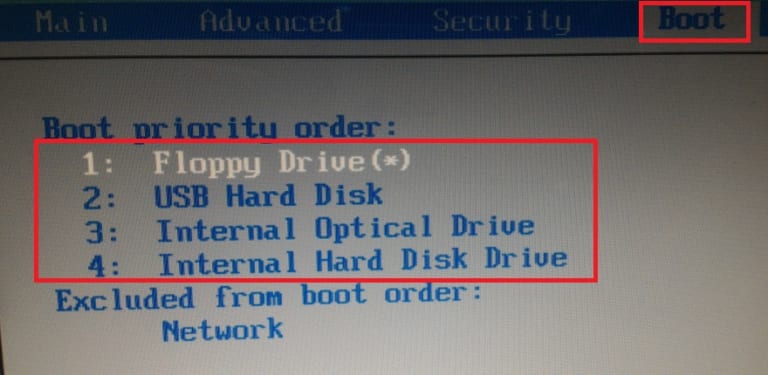 Main Advanced Security Boot
Boot priority order:
1: Floppy Drive(*)
2: USB Hard Disk
3: Internal Optical Drive
4: Internal Hard Disk Drive
Excluded from boot order:
Network